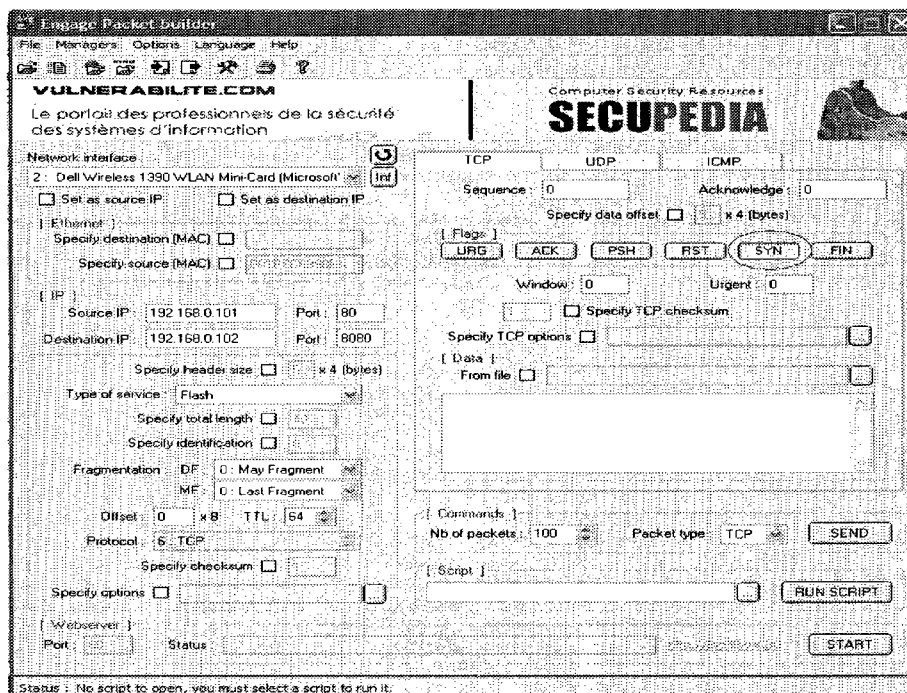 Engage Packet builder
File Managers Options Language Help
VULNERABILITE.COM
Le portail des professionnels de la sécurité
des systèmes d'information
Computer Security Resources
SECUPEDIA
Network interface
2 : Dell Wireless 1390 WLAN Mini-Card (Microsoft'
Inf
Set as source IP
Set as destination IP
[ Ethernet ]
Specify destination (MAC)
Specify source (MAC)
[ IP ]
Source IP : 192.168.0.101 Port : 80
Destination IP : 192.168.0.102 Port : 8080
Specify header size x 4 (bytes)
Type of service : Flash
Specify total length
Specify identification
Fragmentation DF : 0 : May Fragment
MF : 0 : Last Fragment
Offset : 0 x8 TTL : 64
Protocol : 6 : TCP
Specify checksum
Specify options ...
[ Webserver ]
Port : Status
TCP UDP ICMP
Sequence : 0 Acknowledge : 0
Specify data offset x 4 (bytes)
[ Flags ]
URG ACK PSH RST SYN FIN
Window : 0 Urgent : 0
Specify TCP checksum
Specify TCP options ...
[ Data ]
From file ...
[ Commands ]
Nb of packets : 100 Packet type TCP SEND
[ Script ]
... RUN SCRIPT
START
Status : No script to open, you must select a script to run it.